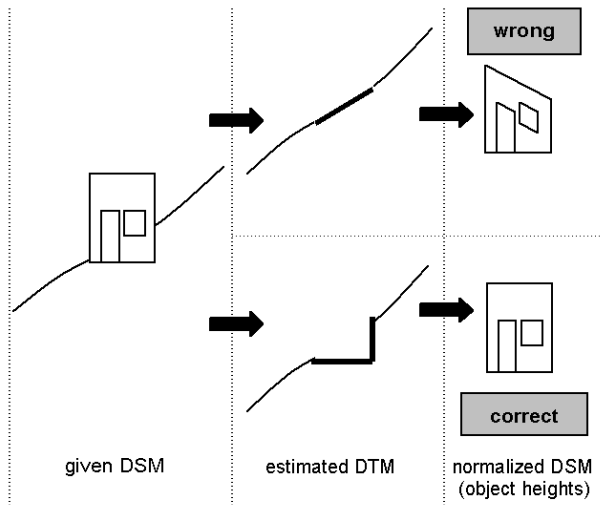 wrong
correct
given DSM
estimated DTM
normalized DSM
(object heights)